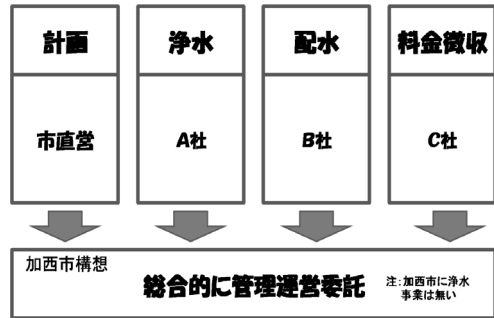 計画
浄水
配水
料金徴収
市直営
A社
B社
C社
加西市構想
総合的に管理運営委託
注:加西市に浄水
事業は無い